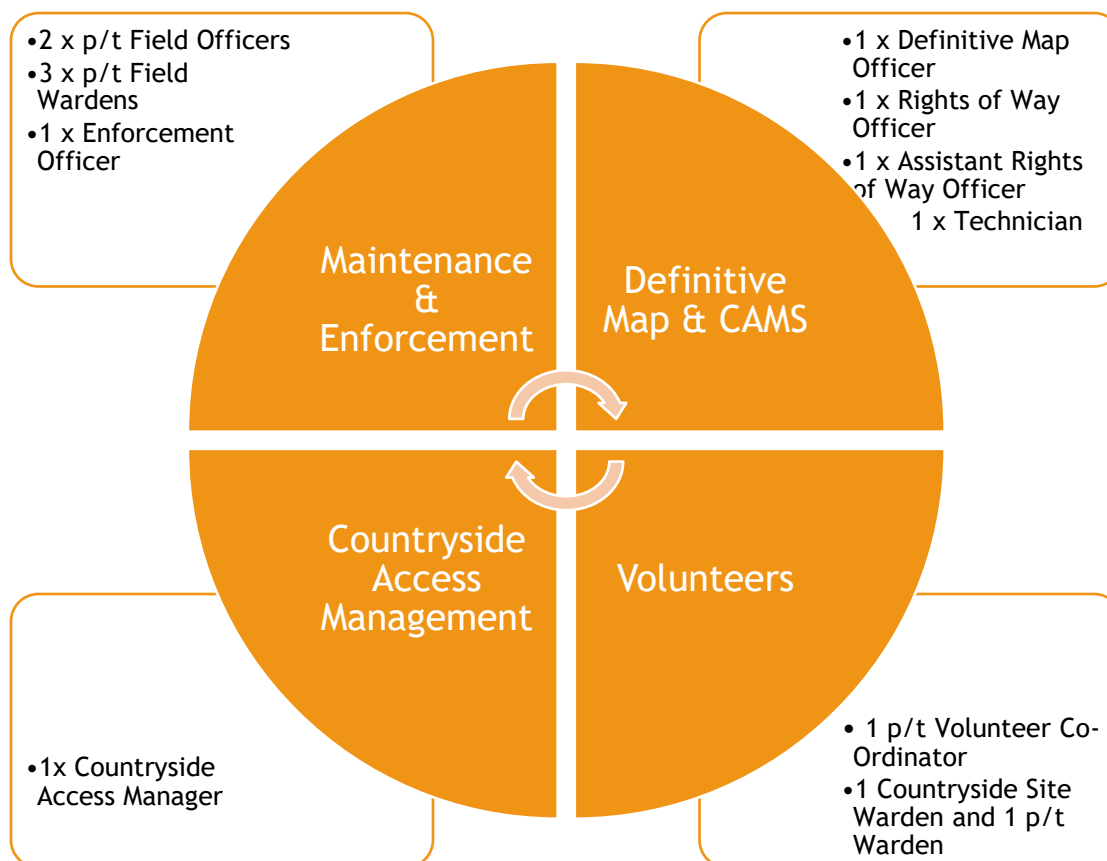 •2 x p/t Field Officers
•3 x p/t Field
Wardens
•1 x Enforcement
Officer
•1 x Definitive Map
Officer
•1 x Rights of Way
Officer
•1 x Assistant Rights
of Way Officer
1 x Technician
Maintenance
&
Enforcement
Definitive
Map & CAMS
Countryside
Access
Management
Volunteers
•1x Countryside
Access Manager
• 1 p/t Volunteer Co-
Ordinator
•1 Countryside Site
Warden and 1 p/t
Warden